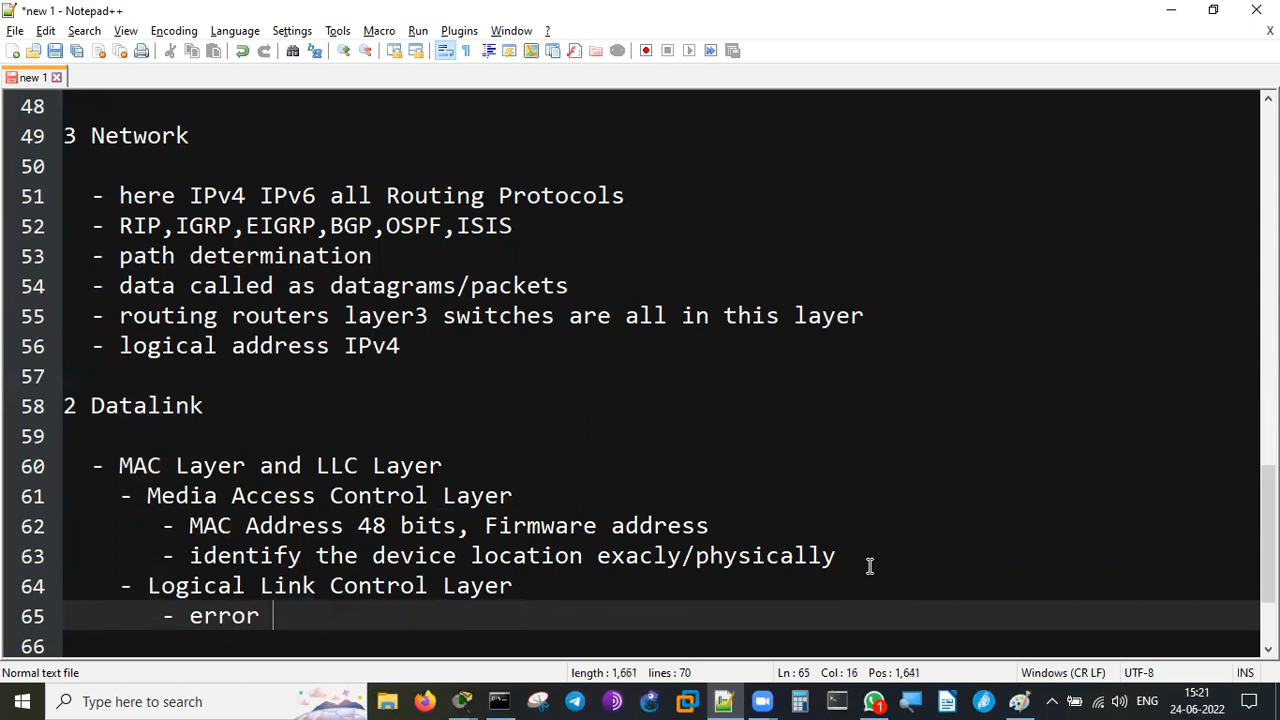 *new 1 - Notepad++
File Edit Search View Encoding Language Settings Tools Macro Run Plugins Window ?
X
new 1
48
49 3 Network
50
51 - here IPv4 IPv6 all Routing Protocols
52 - RIP,IGRP,EIGRP,BGP,OSPF,ISIS
53 - path determination
54 - data called as datagrams/packets
55 - routing routers layer3 switches are all in this layer
56 - logical address IPv4
57
58 2 Datalink
59
60 - MAC Layer and LLC Layer
61 - Media Access Control Layer
62 - MAC Address 48 bits, Firmware address
63 - identify the device location exacly/physically
64 - Logical Link Control Layer
65 - error
66
Normal text file length : 1,661 lines : 70 Ln : 65 Col : 16 Pos : 1,641 Windows (CR LF) UTF-8 INS
Type here to search 1 ENG 15:21
24-06-2022